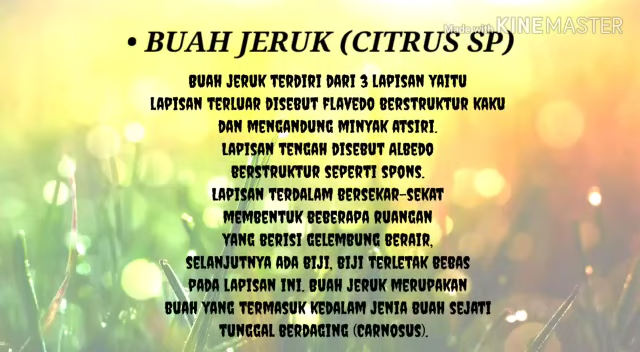 Made with KINEMASTER
• BUAH JERUK (CITRUS SP)
BUAH JERUK TERDIRI DARI 3 LAPISAN YAITU
LAPISAN TERLUAR DISEBUT FLAVEDO BERSTRUKTUR KAKU
DAN MENGANDUNG MINYAK ATSIRI.
LAPISAN TENGAH DISEBUT ALBEDO
BERSTRUKTUR SEPERTI SPONS.
LAPISAN TERDALAM BERSEKAR-SEKAT
MEMBENTUK BEBERAPA RUANGAN
YANG BERISI GELEMBUNG BERAIR,
SELANJUTNYA ADA BIJI, BIJI TERLETAK BEBAS
PADA LAPISAN INI. BUAH JERUK MERUPAKAN
BUAH YANG TERMASUK KEDALAM JENIA BUAH SEJATI
TUNGGAL BERDAGING (CARNOSUS).